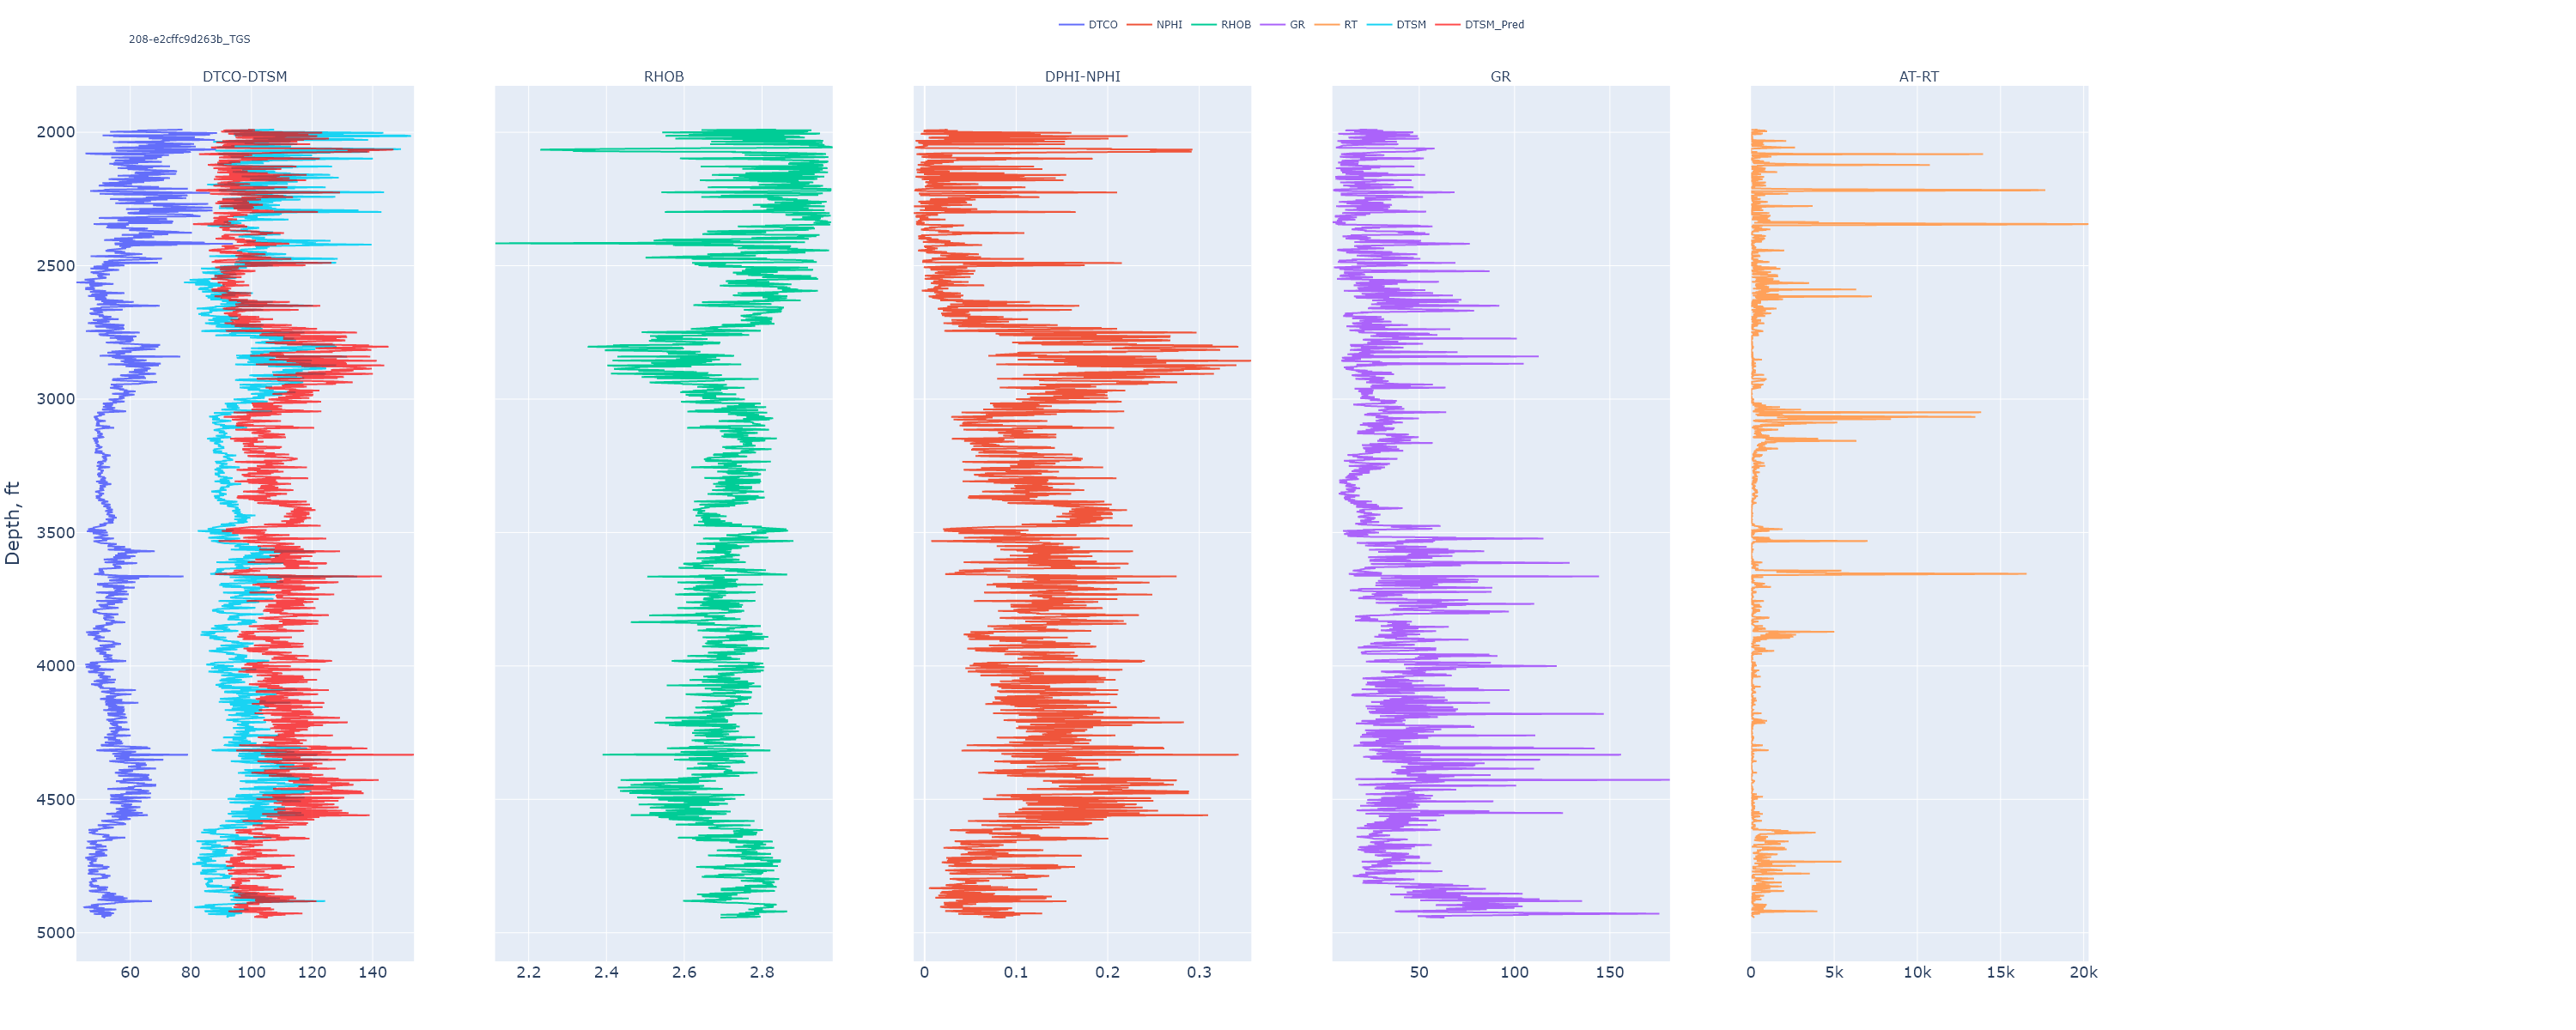 DTCO NPHI RHOB GR RT DTSM DTSM_Pred
208-e2cffc9d263b_TGS
DTCO-DTSM RHOB DPHI-NPHI GR AT-RT
2000
2500
3000
3500
4000
4500
5000
Depth, ft
60 80 100 120 140 2.2 2.4 2.6 2.8 0 0.1 0.2 0.3 50 100 150 0 5k 10k 15k 20k